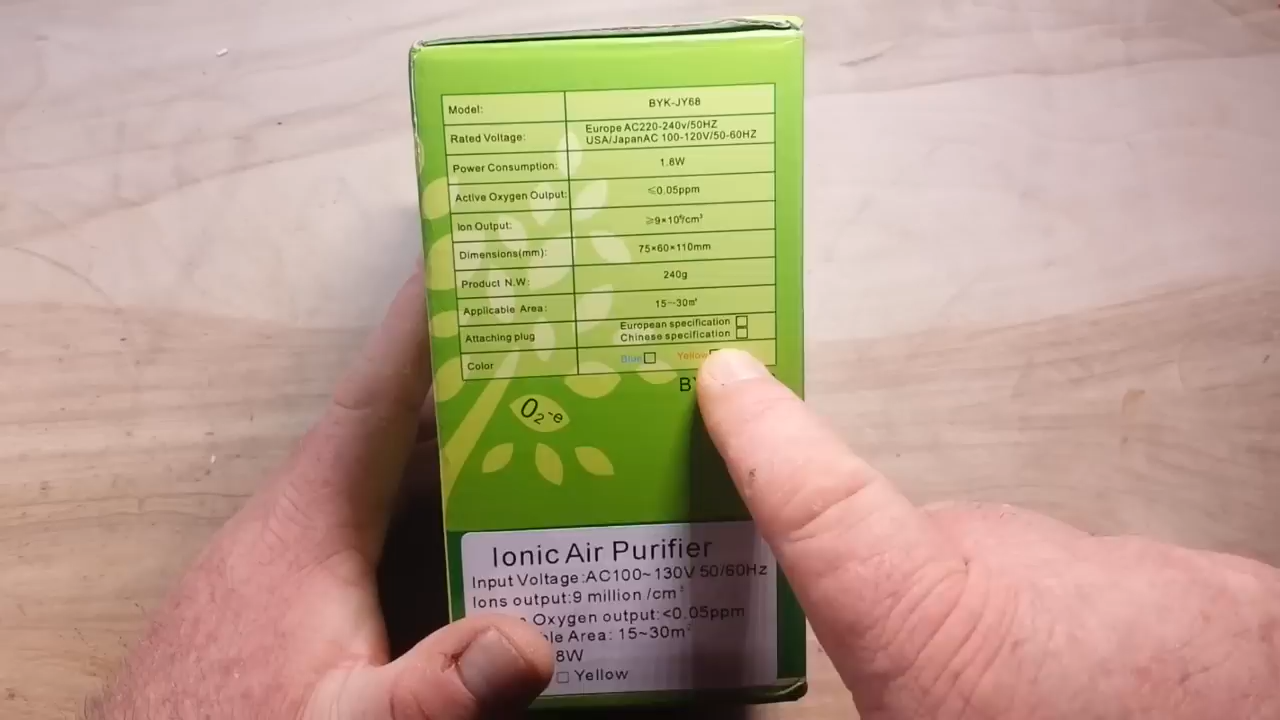 Model: BYK-JY68
Rated Voltage: Europe AC220-240v/50HZ
USA/JapanAC 100-120V/50-60HZ
Power Consumption: 1.8W
Active Oxygen Output: ≤0.05ppm
Ion Output: ≥9×10⁶/cm³
Dimensions(mm): 75×60×110mm
Product N.W: 240g
Applicable Area: 15~30m²
Attaching plug European specification
Chinese specification
Color Blue Yellow
BY
O₂-e
Ionic Air Purifier
Input Voltage:AC100~130V 50/60Hz
Ions output:9 million /cm³
Oxygen output:<0.05ppm
Area: 15~30m²
8W
Yellow